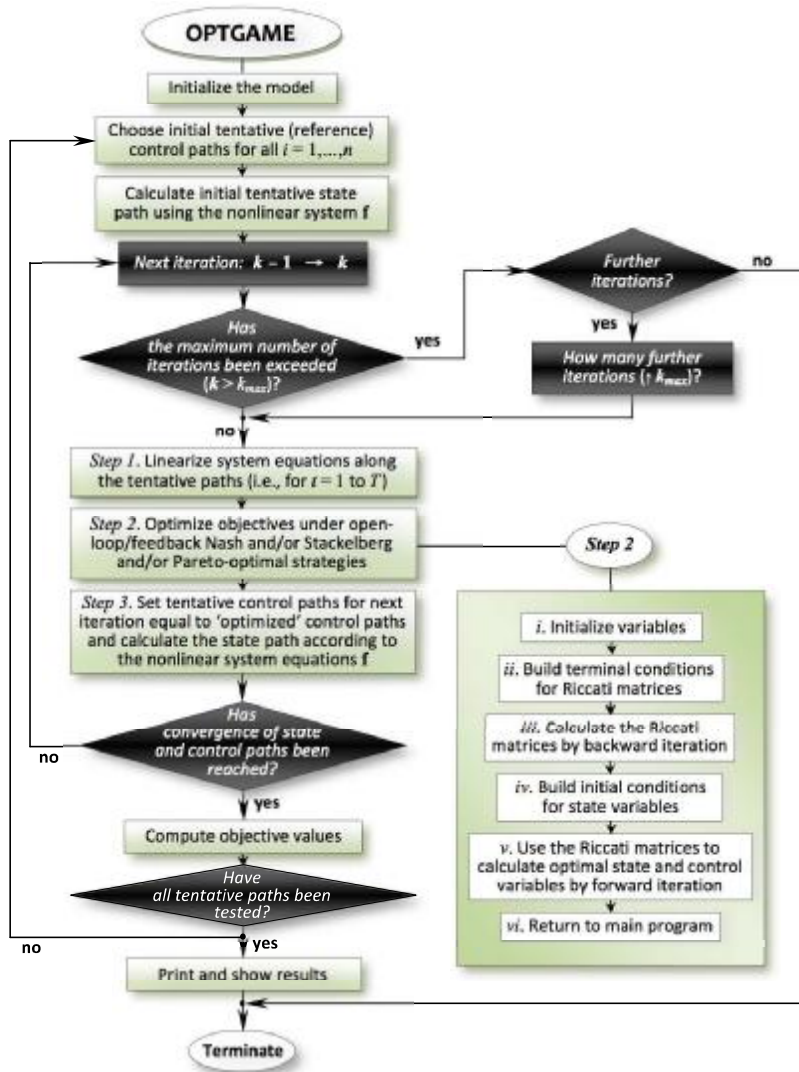 OPTGAME
Initialize the model
Choose initial tentative (reference)
control paths for all i = 1,...,n
Calculate initial tentative state
path using the nonlinear system f
Next iteration: k – 1 → k
Has
the maximum number of
iterations been exceeded
(k > kmax)?
yes
no
Further
iterations?
no
yes
How many further
iterations (↑ kmax)?
Step 1. Linearize system equations along
the tentative paths (i.e., for t = 1 to T)
Step 2. Optimize objectives under open-
loop/feedback Nash and/or Stackelberg
and/or Pareto-optimal strategies
Step 3. Set tentative control paths for next
iteration equal to 'optimized' control paths
and calculate the state path according to
the nonlinear system equations f
Has
convergence of state
and control paths been
reached?
no
yes
Compute objective values
Have
all tentative paths been
tested?
no
yes
Print and show results
Terminate
Step 2
i. Initialize variables
ii. Build terminal conditions
for Riccati matrices
iii. Calculate the Riccati
matrices by backward iteration
iv. Build initial conditions
for state variables
v. Use the Riccati matrices to
calculate optimal state and control
variables by forward iteration
vi. Return to main program